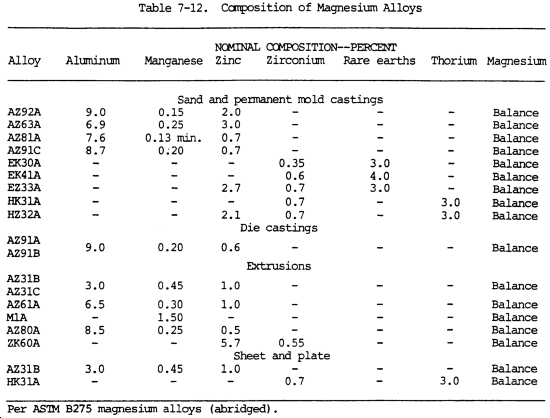 Table 7-12. Composition of Magnesium Alloys
NOMINAL COMPOSITION--PERCENT
Alloy Aluminum Manganese Zinc Zirconium Rare earths Thorium Magnesium
Sand and permanent mold castings
AZ92A 9.0 0.15 2.0 - - - Balance
AZ63A 6.9 0.25 3.0 - - - Balance
AZ81A 7.6 0.13 min. 0.7 - - - Balance
AZ91C 8.7 0.20 0.7 - - - Balance
EK30A - - - 0.35 3.0 - Balance
EK41A - - - 0.6 4.0 - Balance
EZ33A - - 2.7 0.7 3.0 - Balance
HK31A - - - 0.7 - 3.0 Balance
HZ32A - - 2.1 0.7 - 3.0 Balance
Die castings
AZ91A
AZ91B 9.0 0.20 0.6 - - - Balance
Extrusions
AZ31B
AZ31C 3.0 0.45 1.0 - - - Balance
AZ61A 6.5 0.30 1.0 - - - Balance
M1A - 1.50 - - - - Balance
AZ80A 8.5 0.25 0.5 - - - Balance
ZK60A - - 5.7 0.55 - - Balance
Sheet and plate
AZ31B 3.0 0.45 1.0 - - - Balance
HK31A - - - 0.7 - 3.0 Balance
Per ASTM B275 magnesium alloys (abridged).